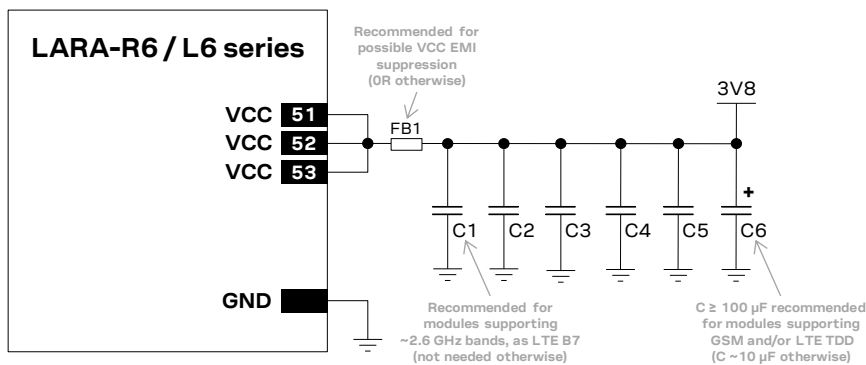 LARA-R6 / L6 series
Recommended for
possible VCC EMI
suppression
(0R otherwise)
3V8
VCC 51
FB1
VCC 52
VCC 53
+
C1 C2 C3 C4 C5 C6
GND
Recommended for
modules supporting
~2.6 GHz bands, as LTE B7
(not needed otherwise)
C ≥ 100 µF recommended
for modules supporting
GSM and/or LTE TDD
(C ~10 µF otherwise)